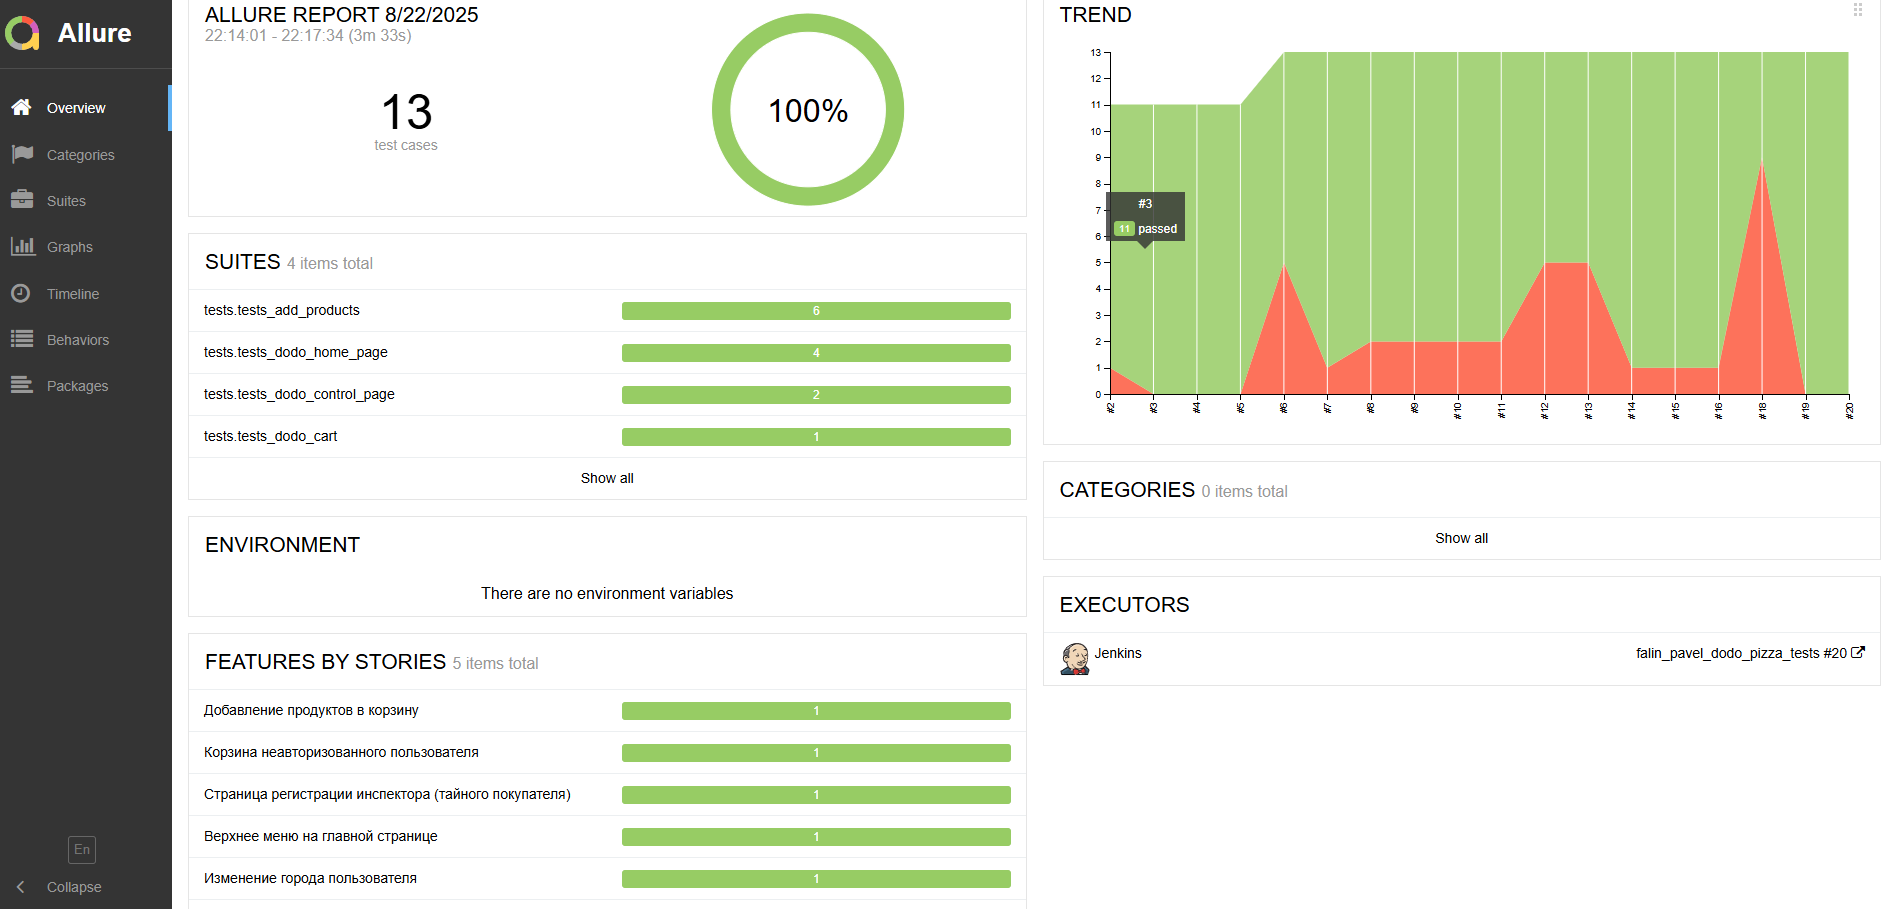 Allure
Overview
Categories
Suites
Graphs
Timeline
Behaviors
Packages
En
Collapse
ALLURE REPORT 8/22/2025
22:14:01 - 22:17:34 (3m 33s)
13
test cases
100%
SUITES 4 items total
tests.tests_add_products 6
tests.tests_dodo_home_page 4
tests.tests_dodo_control_page 2
tests.tests_dodo_cart 1
Show all
ENVIRONMENT
There are no environment variables
FEATURES BY STORIES 5 items total
Добавление продуктов в корзину 1
Корзина неавторизованного пользователя 1
Страница регистрации инспектора (тайного покупателя) 1
Верхнее меню на главной странице 1
Изменение города пользователя 1
TREND
13
12
11
10
9
8
7
6
5
4
3
2
1
0
#3
11 passed
#2 #3 #4 #5 #6 #7 #8 #9 #10 #11 #12 #13 #14 #15 #16 #18 #19 #20
CATEGORIES 0 items total
Show all
EXECUTORS
Jenkins falin_pavel_dodo_pizza_tests #20